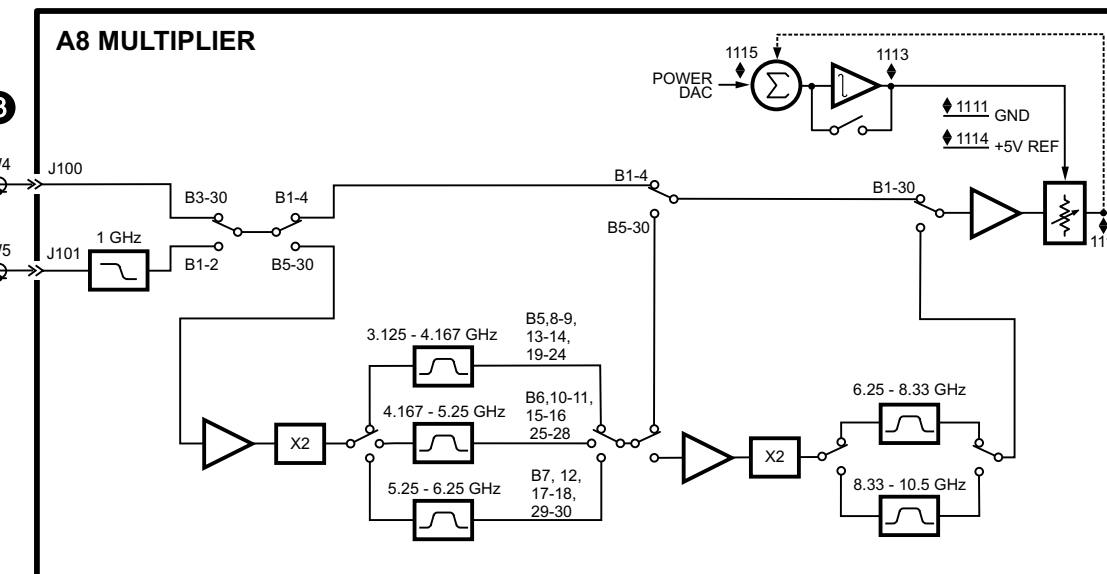 A8 MULTIPLIER
1115
1113
POWER
DAC
Σ
1111 GND
1114 +5V REF
J100
B3-30
B1-4
B1-4
B1-30
B5-30
1 GHz
J101
B1-2
B5-30
3.125 - 4.167 GHz
B5,8-9,
13-14,
19-24
4.167 - 5.25 GHz
B6,10-11,
15-16
25-28
6.25 - 8.33 GHz
X2
X2
5.25 - 6.25 GHz
B7, 12,
17-18,
29-30
8.33 - 10.5 GHz